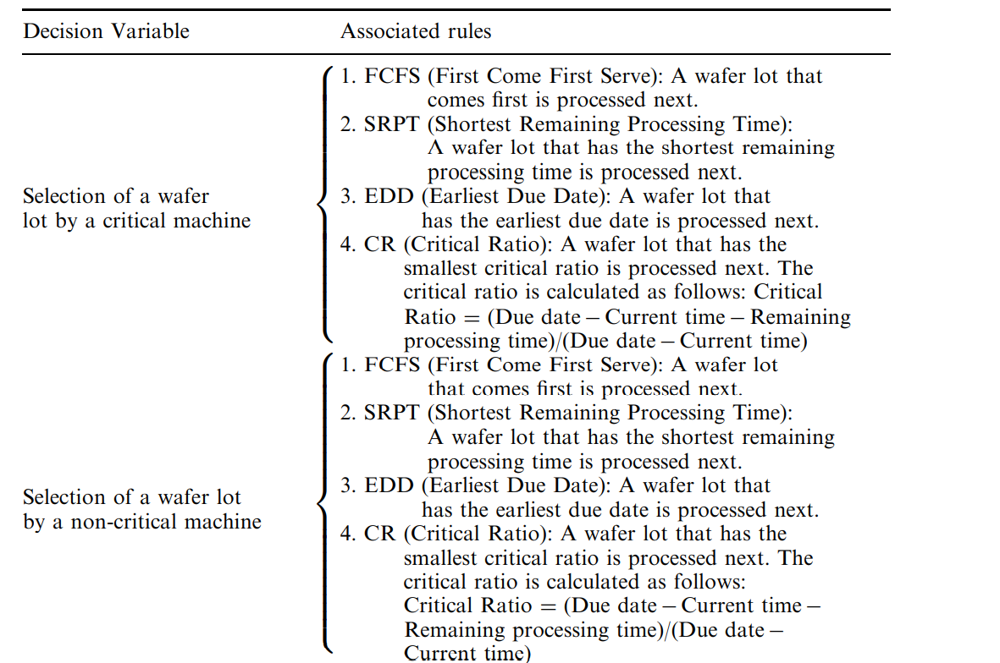 Decision Variable
Associated rules
Selection of a wafer
lot by a critical machine
1. FCFS (First Come First Serve): A wafer lot that
comes first is processed next.
2. SRPT (Shortest Remaining Processing Time):
A wafer lot that has the shortest remaining
processing time is processed next.
3. EDD (Earliest Due Date): A wafer lot that
has the earliest due date is processed next.
4. CR (Critical Ratio): A wafer lot that has the
smallest critical ratio is processed next. The
critical ratio is calculated as follows: Critical
Ratio = (Due date − Current time − Remaining
processing time)/(Due date − Current time)
Selection of a wafer lot
by a non-critical machine
1. FCFS (First Come First Serve): A wafer lot
that comes first is processed next.
2. SRPT (Shortest Remaining Processing Time):
A wafer lot that has the shortest remaining
processing time is processed next.
3. EDD (Earliest Due Date): A wafer lot that
has the earliest due date is processed next.
4. CR (Critical Ratio): A wafer lot that has the
smallest critical ratio is processed next. The
critical ratio is calculated as follows:
Critical Ratio = (Due date − Current time −
Remaining processing time)/(Due date −
Current time)